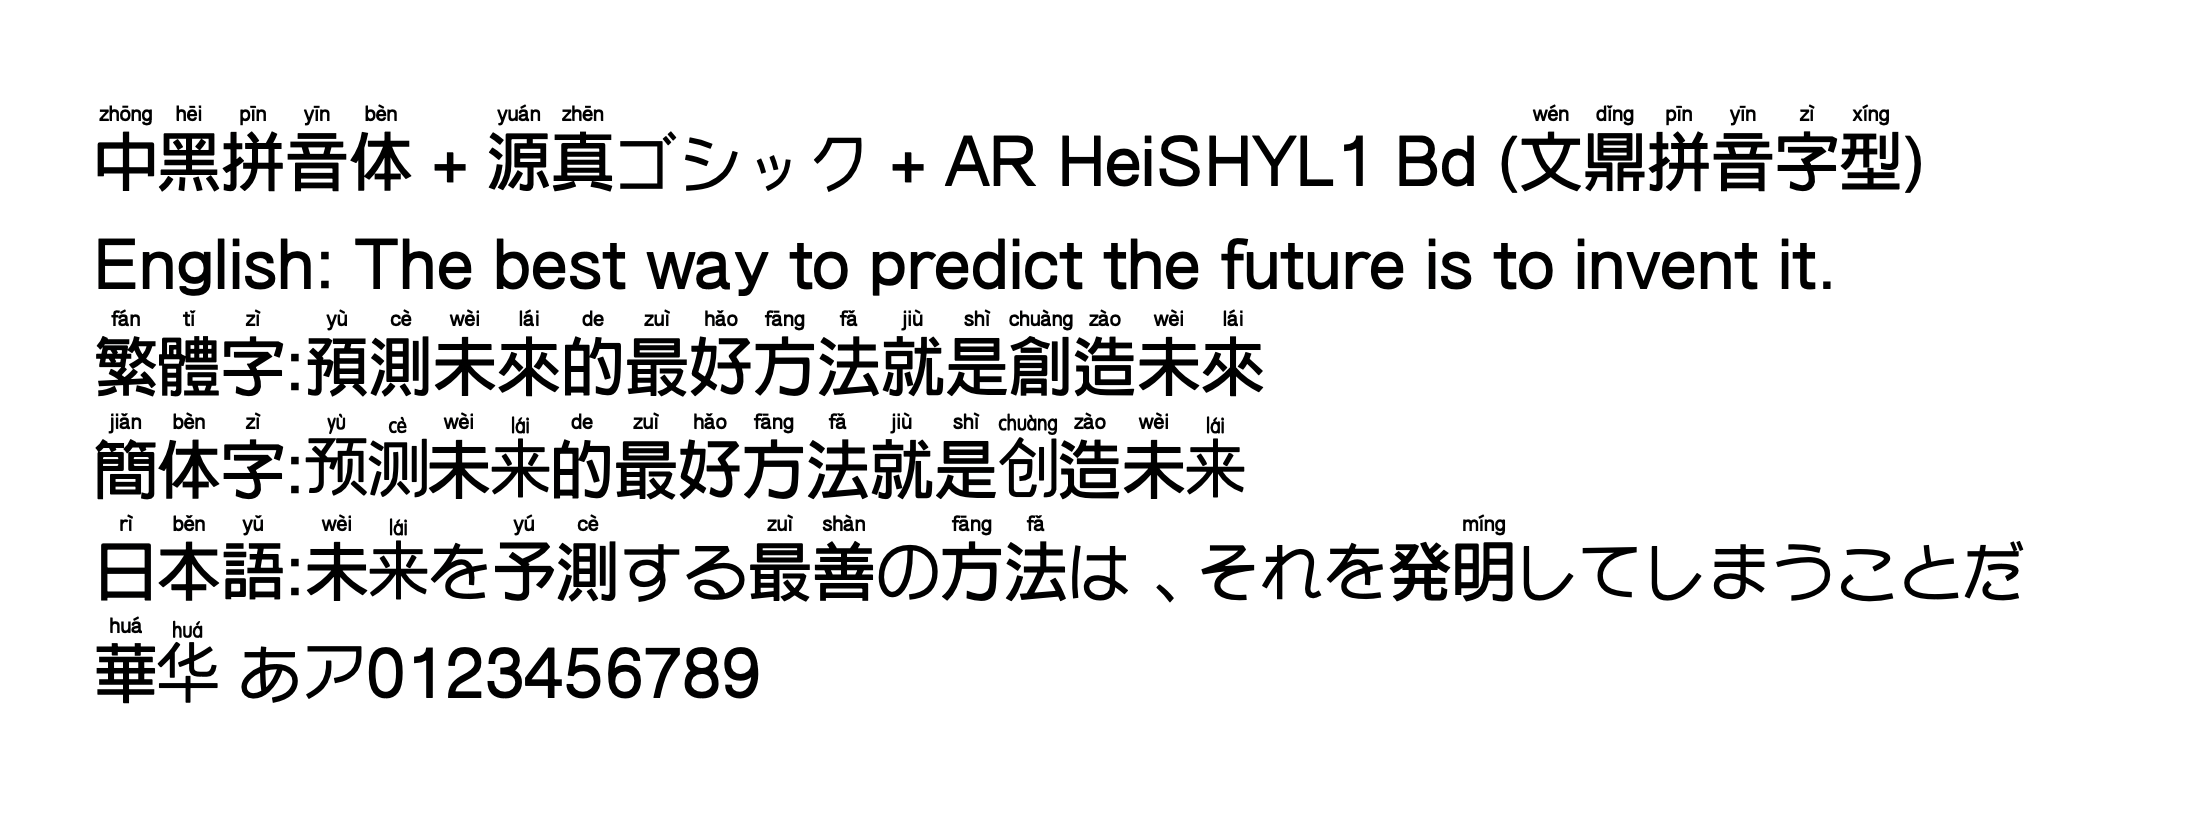 zhōng hēi pīn yīn bèn yuán zhēn wén dǐng pīn yīn zì xíng
中黑拼音体 + 源真ゴシック + AR HeiSHYL1 Bd (文鼎拼音字型)
English: The best way to predict the future is to invent it.
fán tǐ zì yù cè wèi lái de zuì hǎo fāng fǎ jiù shì chuàng zào wèi lái
繁體字:預測未來的最好方法就是創造未來
jiǎn bèn zì yù cè wèi lái de zuì hǎo fāng fǎ jiù shì chuàng zào wèi lái
簡体字:预测未来的最好方法就是创造未来
rì běn yǔ wèi lái yú cè zuì shàn fāng fǎ míng
日本語:未来を予測する最善の方法は、それを発明してしまうことだ
huá huá
華华 あア0123456789